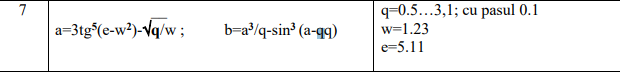 7
a=3tg⁵(e-w²)-√q/w ;
b=a³/q-sin³ (a-qq)
q=0.5…3,1; cu pasul 0.1
w=1.23
e=5.11